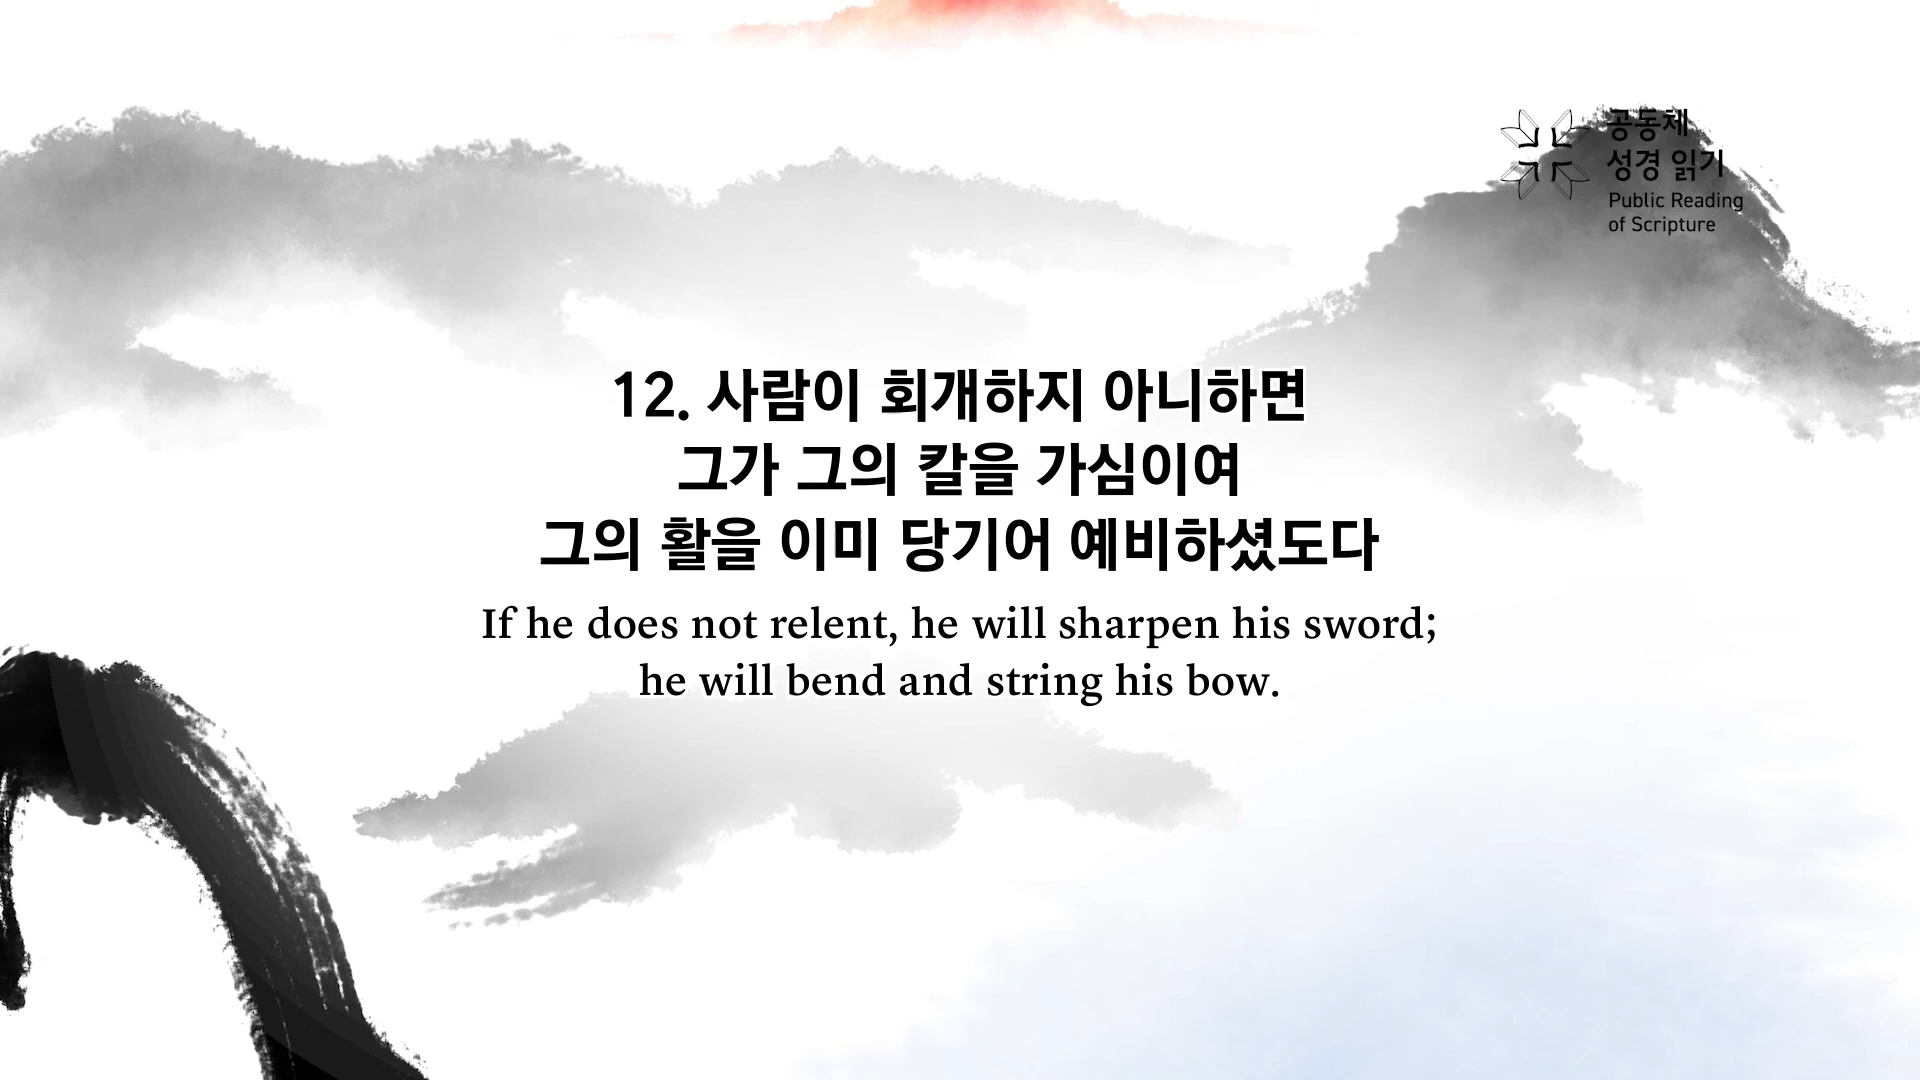 공동체
성경 읽기
Public Reading
of Scripture
12. 사람이 회개하지 아니하면
그가 그의 칼을 가심이여
그의 활을 이미 당기어 예비하셨도다
If he does not relent, he will sharpen his sword;
he will bend and string his bow.